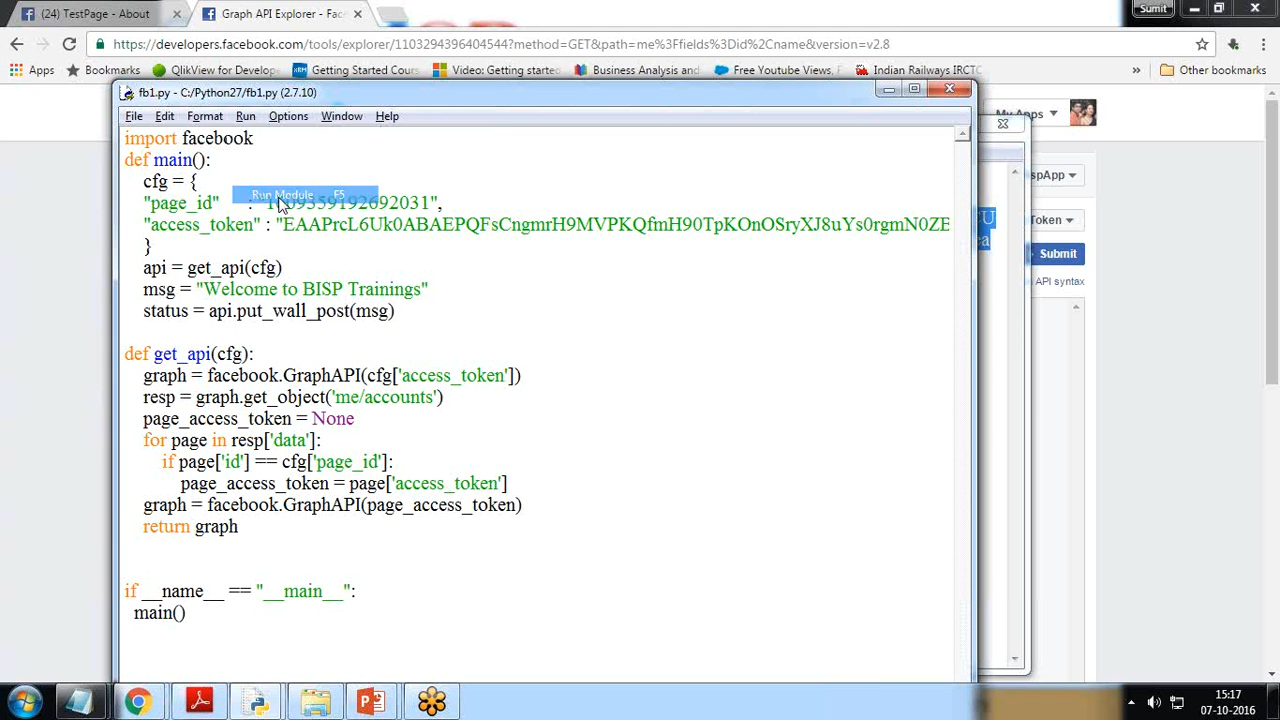 (24) TestPage - About
Graph API Explorer - Fac
Sumit
https://developers.facebook.com/tools/explorer/1103294396404544?method=GET&path=me%3Ffields%3Did%2Cname&version=v2.8
Apps
Bookmarks
QlikView for Develop
Getting Started Cour
Video: Getting starte
Business Analysis and
Free Youtube Views,
Indian Railways IRCTC
»
Other bookmarks
fb1.py - C:/Python27/fb1.py (2.7.10)
My Apps
File Edit Format Run Options Window Help
import facebook
def main():
cfg = {
Run Module F5
"page_id" :
"access_token" : "EAAPrcL6Uk0ABAEPQFsCngmrH9MVPKQfmH90TpKOnOSryXJ8uYs0rgmN0ZE
}
api = get_api(cfg)
msg = "Welcome to BISP Trainings"
status = api.put_wall_post(msg)
def get_api(cfg):
graph = facebook.GraphAPI(cfg['access_token'])
resp = graph.get_object('me/accounts')
page_access_token = None
for page in resp['data']:
if page['id'] == cfg['page_id']:
page_access_token = page['access_token']
graph = facebook.GraphAPI(page_access_token)
return graph
if __name__ == "__main__":
main()
spApp
Token
Submit
API syntax
15:17
07-10-2016